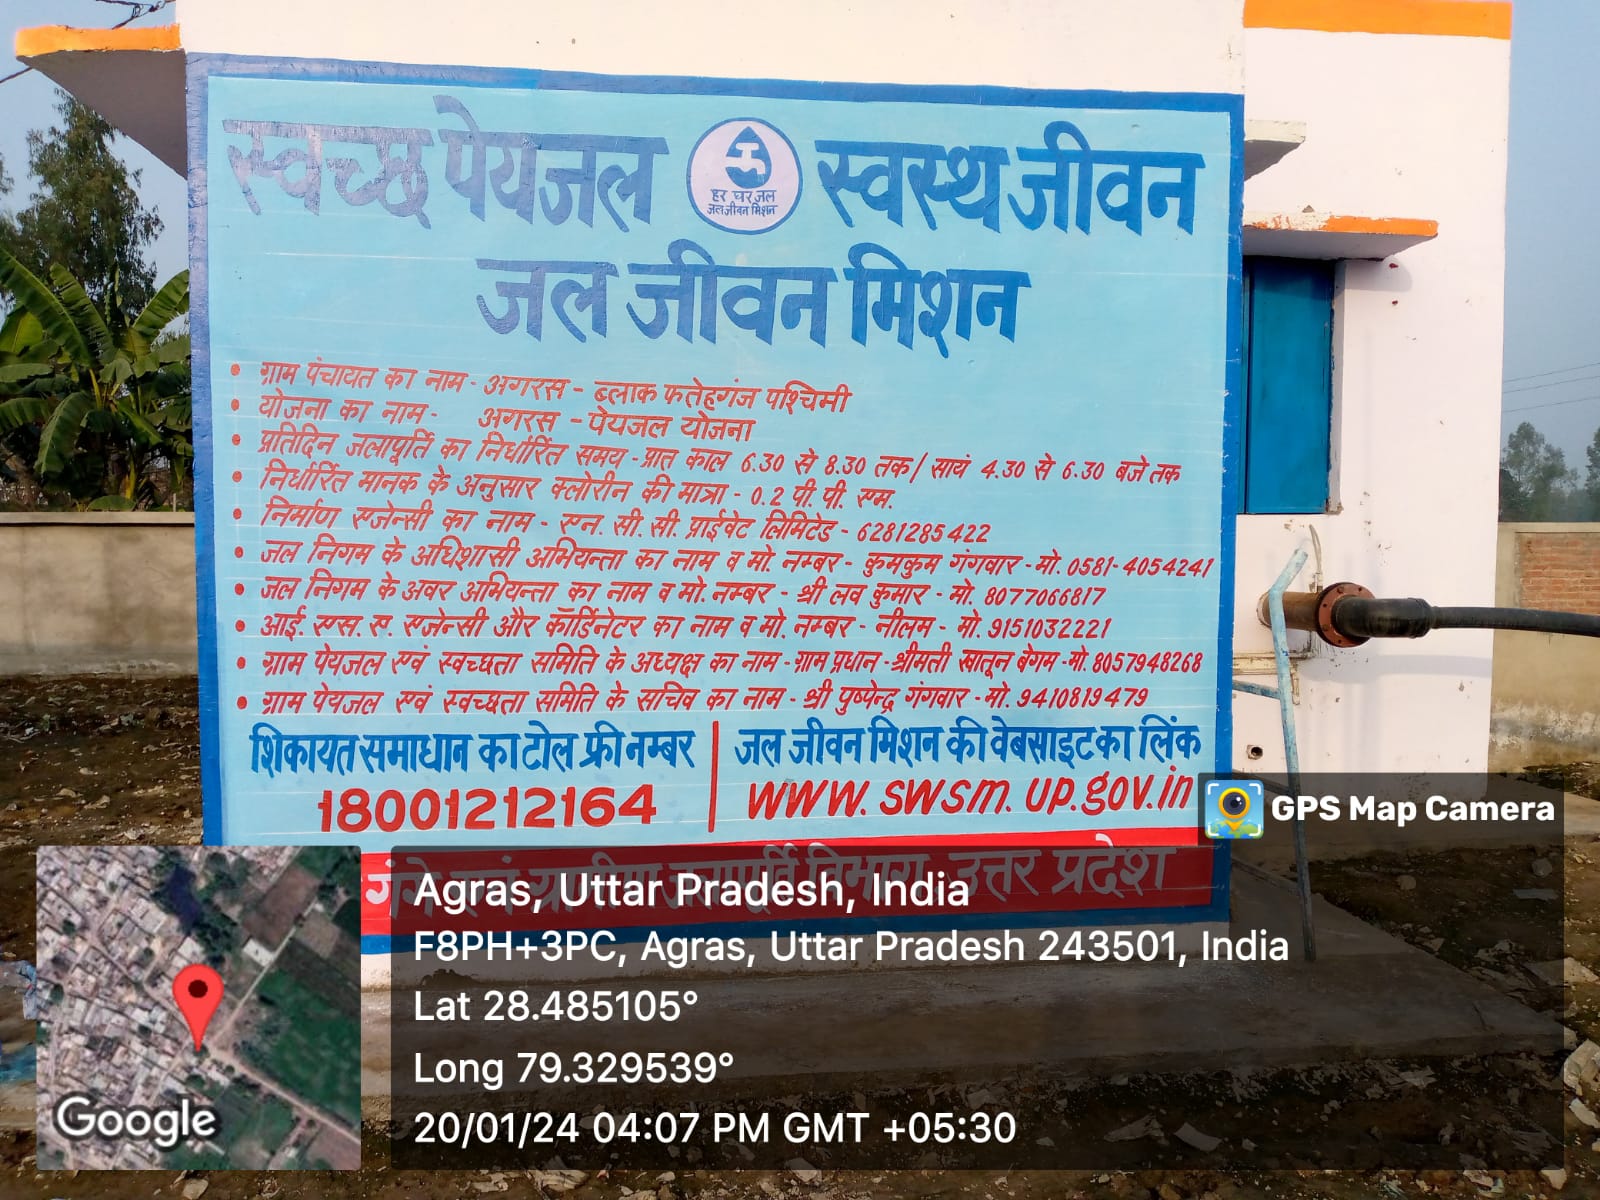 स्वच्छ पेयजल
हर घर जल
जल जीवन मिशन
स्वस्थ जीवन
जल जीवन मिशन
• ग्राम पंचायत का नाम - अगरस - ब्लाक फतेहगंज पश्चिमी
• योजना का नाम - अगरस - पेयजल योजना
• प्रतिदिन जलापूर्ति का निर्धारित समय - प्रात काल 6.30 से 8.30 तक / सायं 4.30 से 6.30 बजे तक
• निर्धारित मानक के अनुसार क्लोरीन की मात्रा - 0.2 पी. पी. एम.
• निर्माण एजेन्सी का नाम - एन. सी. सी. प्राईवेट लिमिटेड - 6281285422
• जल निगम के अधिशासी अभियन्ता का नाम व मो. नम्बर - कुमकुम गंगवार - मो. 0581-4054241
• जल निगम के अवर अभियन्ता का नाम व मो. नम्बर - श्री लव कुमार - मो. 8077066817
• आई. एस. ए. एजेन्सी और कॉर्डिनेटर का नाम व मो. नम्बर - नीलम - मो. 9151032221
• ग्राम पेयजल एवं स्वच्छता समिति के अध्यक्ष का नाम - ग्राम प्रधान - श्रीमती खातून बेगम - मो. 8057948268
• ग्राम पेयजल एवं स्वच्छता समिति के सचिव का नाम - श्री पुष्पेन्द्र गंगवार - मो. 9410819479
शिकायत समाधान का टोल फ्री नम्बर
18001212164
जल जीवन मिशन की वेबसाइट का लिंक
www.swsm.up.gov.in
एवं ग्रामीण जलापूर्ति विभाग, उत्तर प्रदेश
GPS Map Camera
Agras, Uttar Pradesh, India
F8PH+3PC, Agras, Uttar Pradesh 243501, India
Lat 28.485105°
Long 79.329539°
20/01/24 04:07 PM GMT +05:30
Google